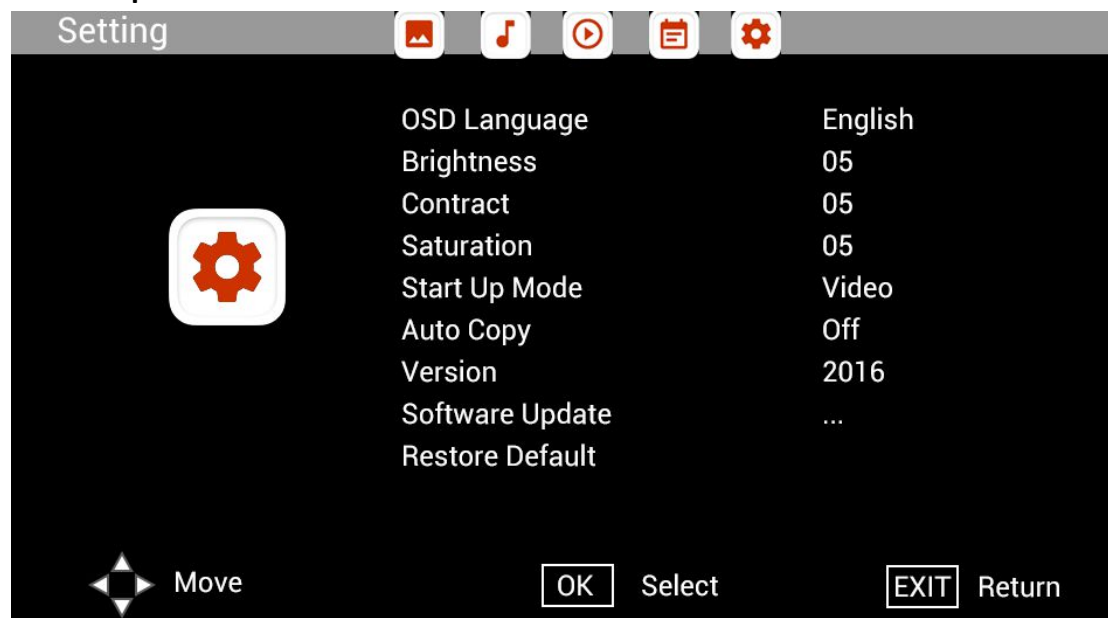 Setting
OSD Language English
Brightness 05
Contract 05
Saturation 05
Start Up Mode Video
Auto Copy Off
Version 2016
Software Update ...
Restore Default
Move OK Select EXIT Return